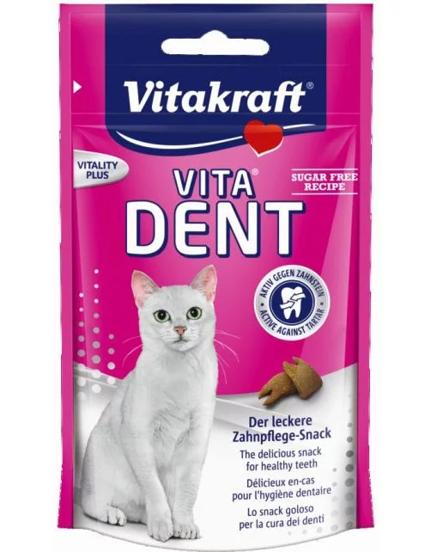 Vitakraft®
VITALITY
PLUS
VITA®
DENT
SUGAR FREE
RECIPE
AKTIV GEGEN ZAHNSTEIN
ACTIVE AGAINST TARTAR
Der leckere
Zahnpflege-Snack
The delicious snack
for healthy teeth
Délicieux en-cas
pour l'hygiène dentaire
Lo snack goloso
per la cura dei denti